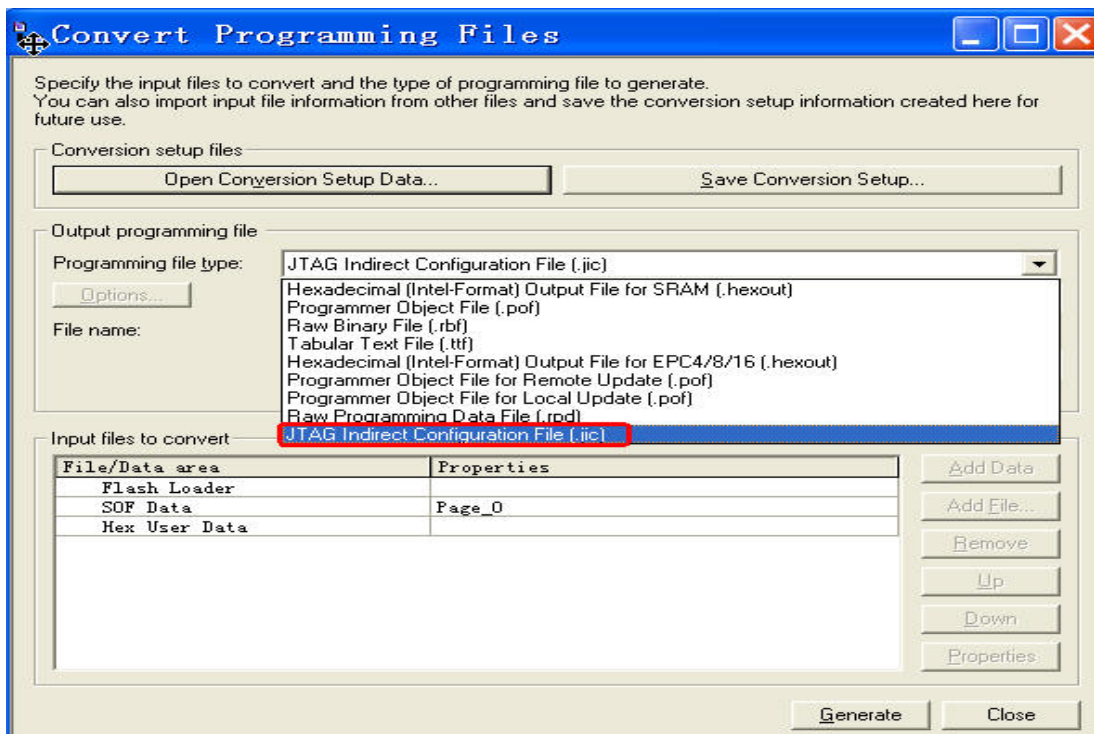 Convert Programming Files
Specify the input files to convert and the type of programming file to generate.
You can also import input file information from other files and save the conversion setup information created here for
future use.
Conversion setup files
Open Conversion Setup Data...
Save Conversion Setup...
Output programming file
Programming file type:
JTAG Indirect Configuration File (.jic)
Options...
File name:
Hexadecimal (Intel-Format) Output File for SRAM (.hexout)
Programmer Object File (.pof)
Raw Binary File (.rbf)
Tabular Text File (.ttf)
Hexadecimal (Intel-Format) Output File for EPC4/8/16 (.hexout)
Programmer Object File for Remote Update (.pof)
Programmer Object File for Local Update (.pof)
Raw Programming Data File (.rpd)
JTAG Indirect Configuration File (.jic)
Input files to convert
File/Data area
Properties
Flash Loader
SOF Data
Page_0
Hex User Data
Add Data
Add File...
Remove
Up
Down
Properties
Generate
Close